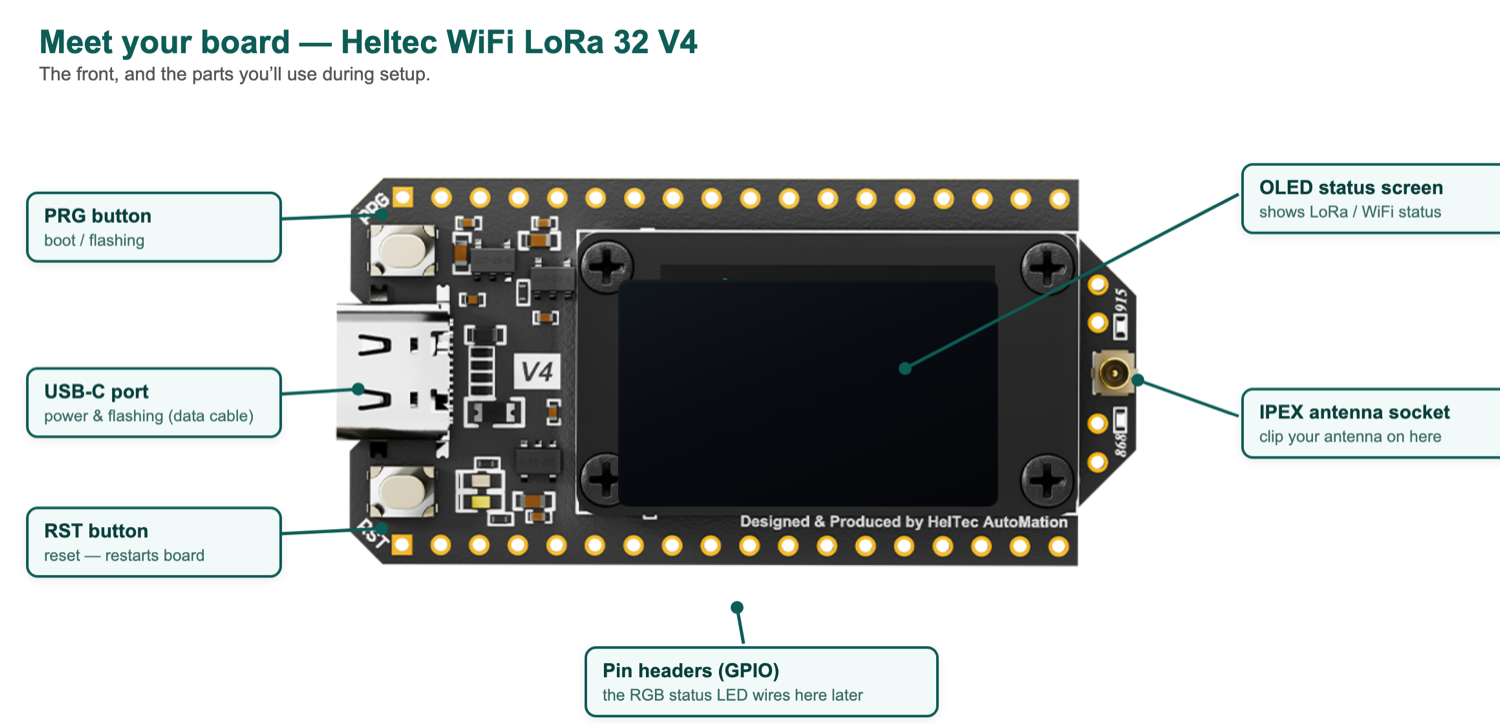 Meet your board — Heltec WiFi LoRa 32 V4
The front, and the parts you’ll use during setup.
PRG button
boot / flashing
USB-C port
power & flashing (data cable)
RST button
reset — restarts board
OLED status screen
shows LoRa / WiFi status
IPEX antenna socket
clip your antenna on here
Pin headers (GPIO)
the RGB status LED wires here later
PRG
V4
RST
915
868
Designed & Produced by HelTec AutoMation